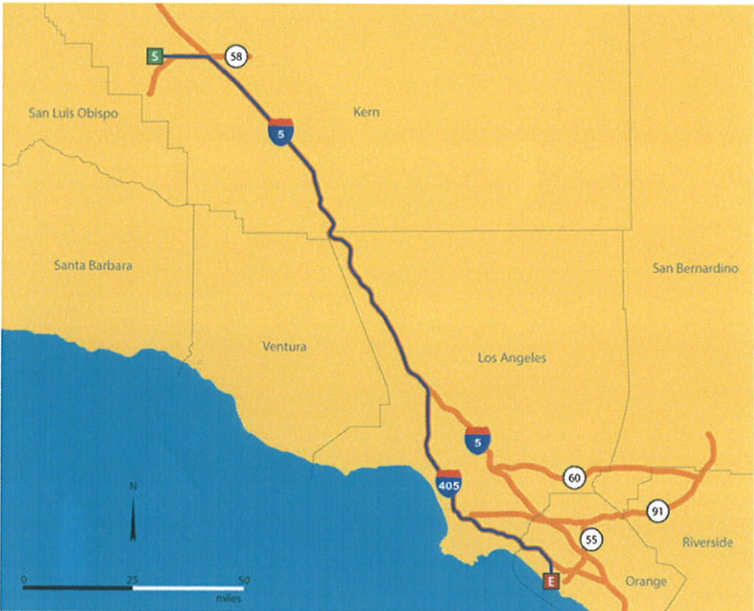 S
58
San Luis Obispo
Kern
5
Santa Barbara
San Bernardino
Ventura
Los Angeles
5
60
405
N
91
55
Riverside
E
Orange
0 25 50
miles